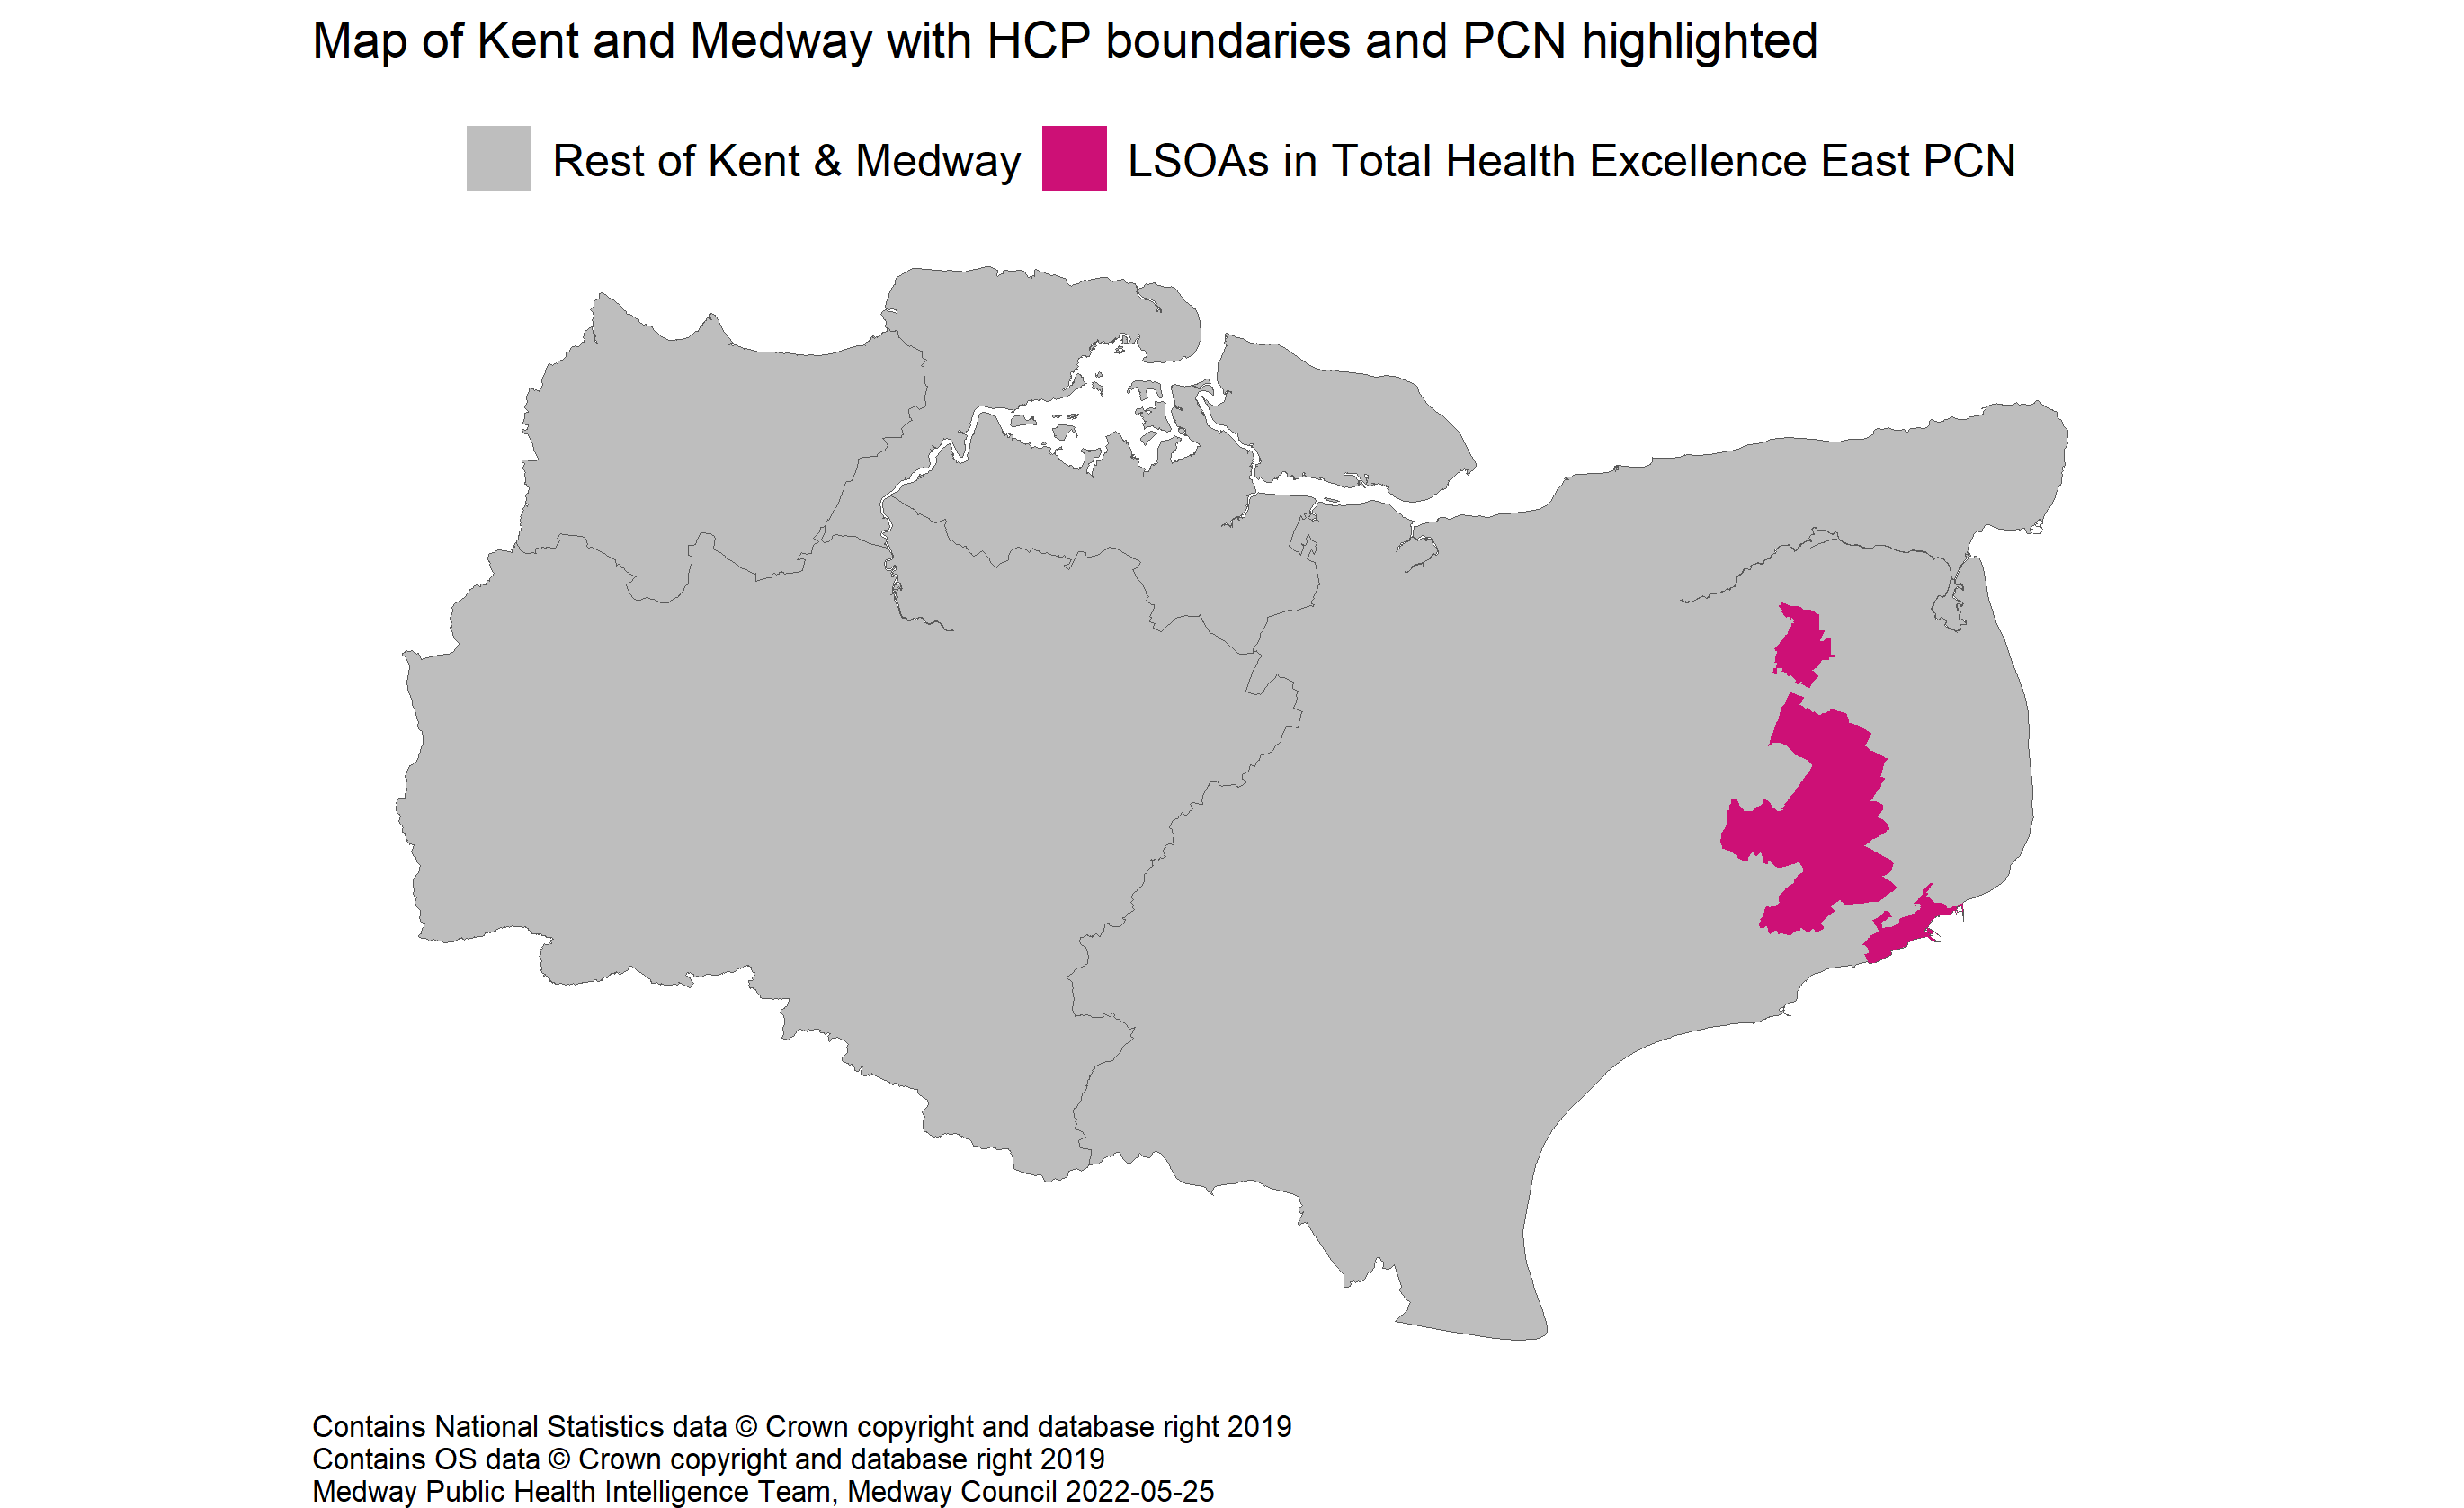 Map of Kent and Medway with HCP boundaries and PCN highlighted
Rest of Kent & Medway LSOAs in Total Health Excellence East PCN
Contains National Statistics data © Crown copyright and database right 2019
Contains OS data © Crown copyright and database right 2019
Medway Public Health Intelligence Team, Medway Council 2022-05-25